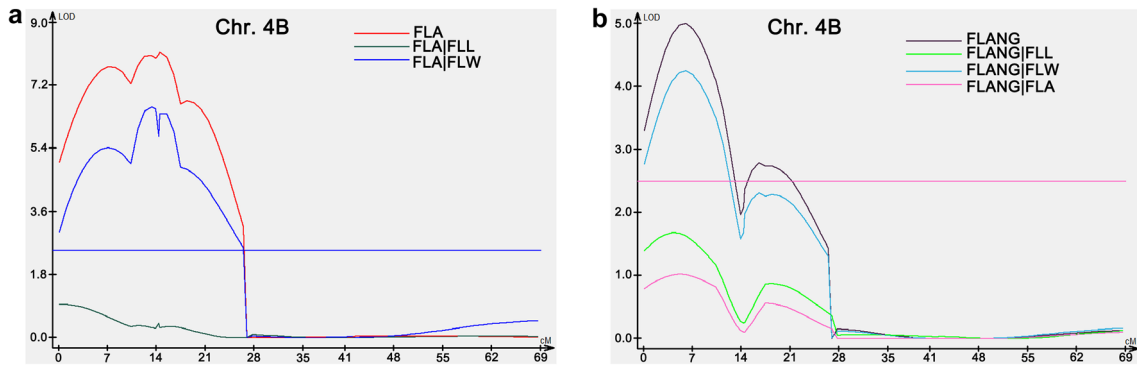 a
LOD
Chr. 4B
FLA
FLA|FLL
FLA|FLW
9.0
7.2
5.4
3.6
1.8
0.0
0 7 14 21 28 35 41 48 55 62 69
cM
b
LOD
Chr. 4B
FLANG
FLANG|FLL
FLANG|FLW
FLANG|FLA
5.0
4.0
3.0
2.0
1.0
0.0
0 7 14 21 28 35 41 48 55 62 69
cM